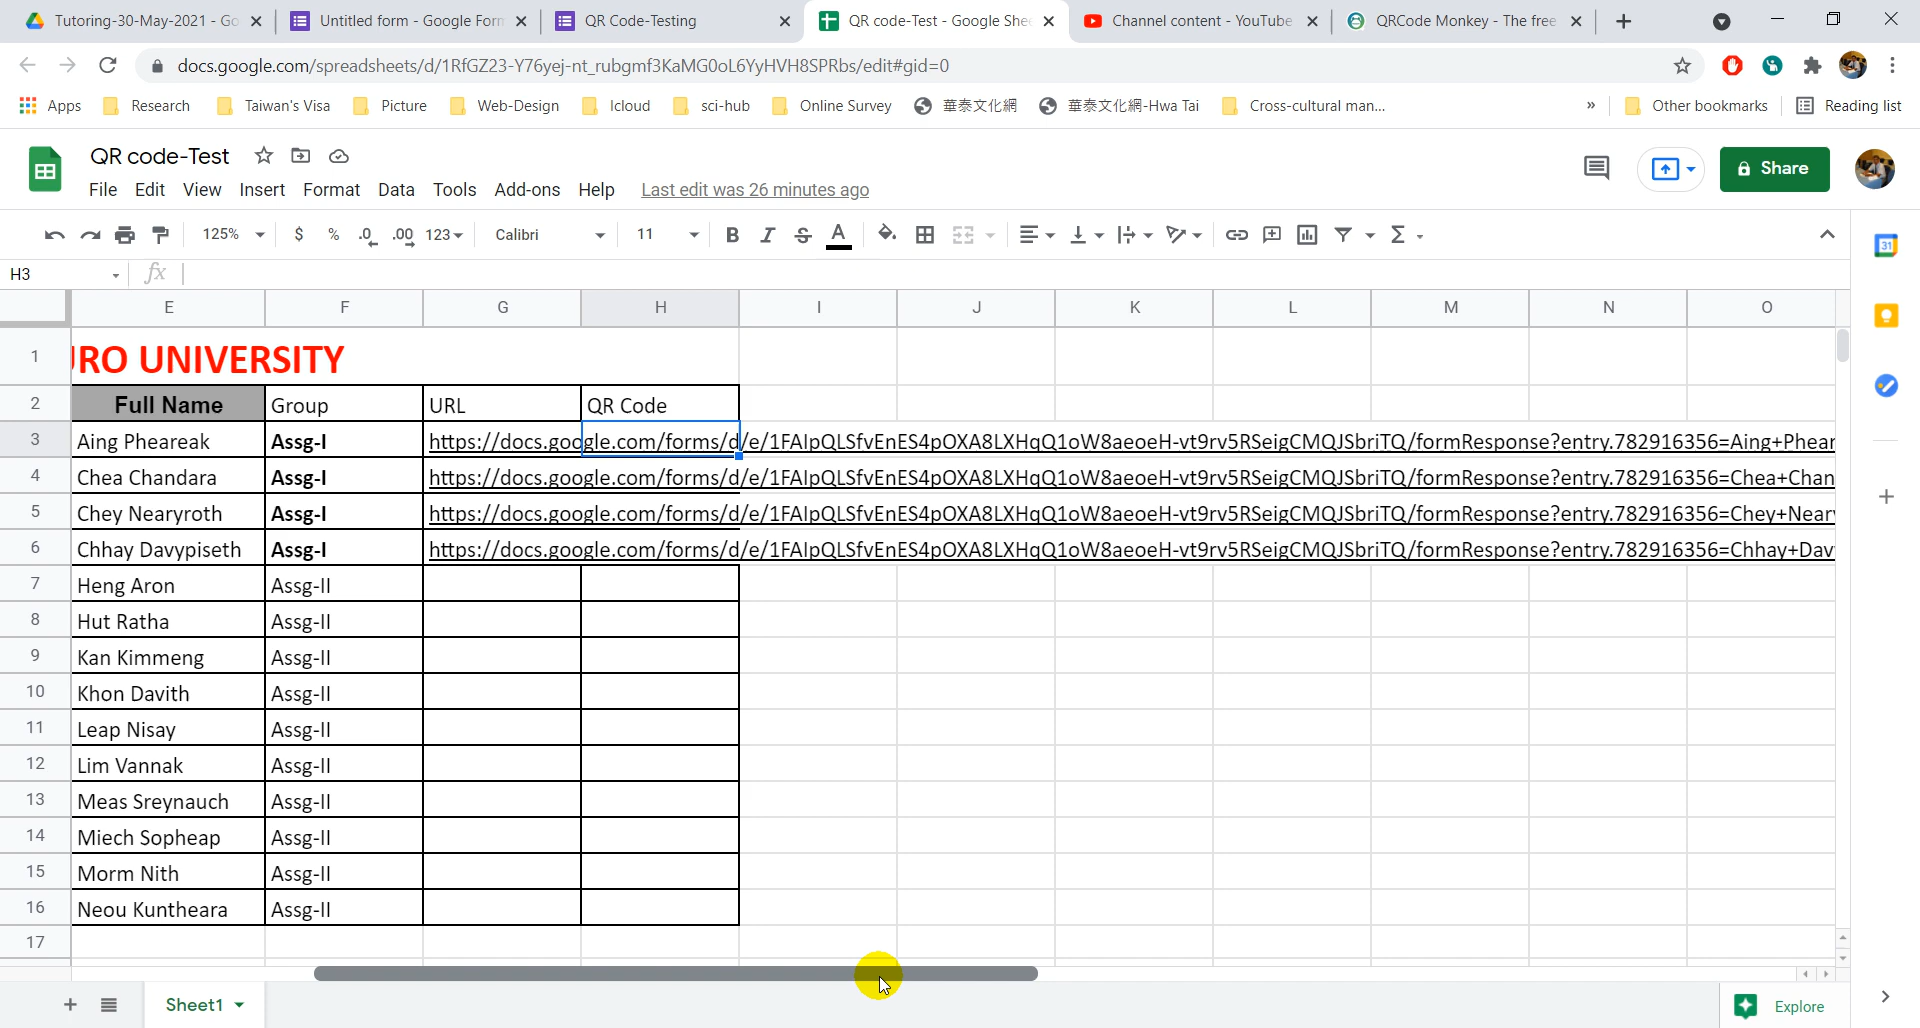 Tutoring-30-May-2021 - Go
Untitled form - Google Form
QR Code-Testing
QR code-Test - Google Shee
Channel content - YouTube
QRCode Monkey - The free
docs.google.com/spreadsheets/d/1RfGZ23-Y76yej-nt_rubgmf3KaMG0oL6YyHVH8SPRbs/edit#gid=0
Apps Research Taiwan's Visa Picture Web-Design Icloud sci-hub Online Survey 華泰文化網 華泰文化網-Hwa Tai Cross-cultural man... » Other bookmarks Reading list
QR code-Test
File Edit View Insert Format Data Tools Add-ons Help Last edit was 26 minutes ago
Share
125% $ % .0 .00 123 Calibri 11 B I S A Σ
31
H3 fx
E F G H I J K L M N O
1 RO UNIVERSITY
2 Full Name Group URL QR Code
3 Aing Pheareak Assg-I https://docs.google.com/forms/d/e/1FAIpQLSfvEnES4pOXA8LXHqQ1oW8aeoeH-vt9rv5RSeigCMQJSbriTQ/formResponse?entry.782916356=Aing+Phear
4 Chea Chandara Assg-I https://docs.google.com/forms/d/e/1FAIpQLSfvEnES4pOXA8LXHqQ1oW8aeoeH-vt9rv5RSeigCMQJSbriTQ/formResponse?entry.782916356=Chea+Chan
5 Chey Nearyroth Assg-I https://docs.google.com/forms/d/e/1FAIpQLSfvEnES4pOXA8LXHqQ1oW8aeoeH-vt9rv5RSeigCMQJSbriTQ/formResponse?entry.782916356=Chey+Near
6 Chhay Davypiseth Assg-I https://docs.google.com/forms/d/e/1FAIpQLSfvEnES4pOXA8LXHqQ1oW8aeoeH-vt9rv5RSeigCMQJSbriTQ/formResponse?entry.782916356=Chhay+Dav
7 Heng Aron Assg-II
8 Hut Ratha Assg-II
9 Kan Kimmeng Assg-II
10 Khon Davith Assg-II
11 Leap Nisay Assg-II
12 Lim Vannak Assg-II
13 Meas Sreynauch Assg-II
14 Miech Sopheap Assg-II
15 Morm Nith Assg-II
16 Neou Kuntheara Assg-II
17
Sheet1
Explore